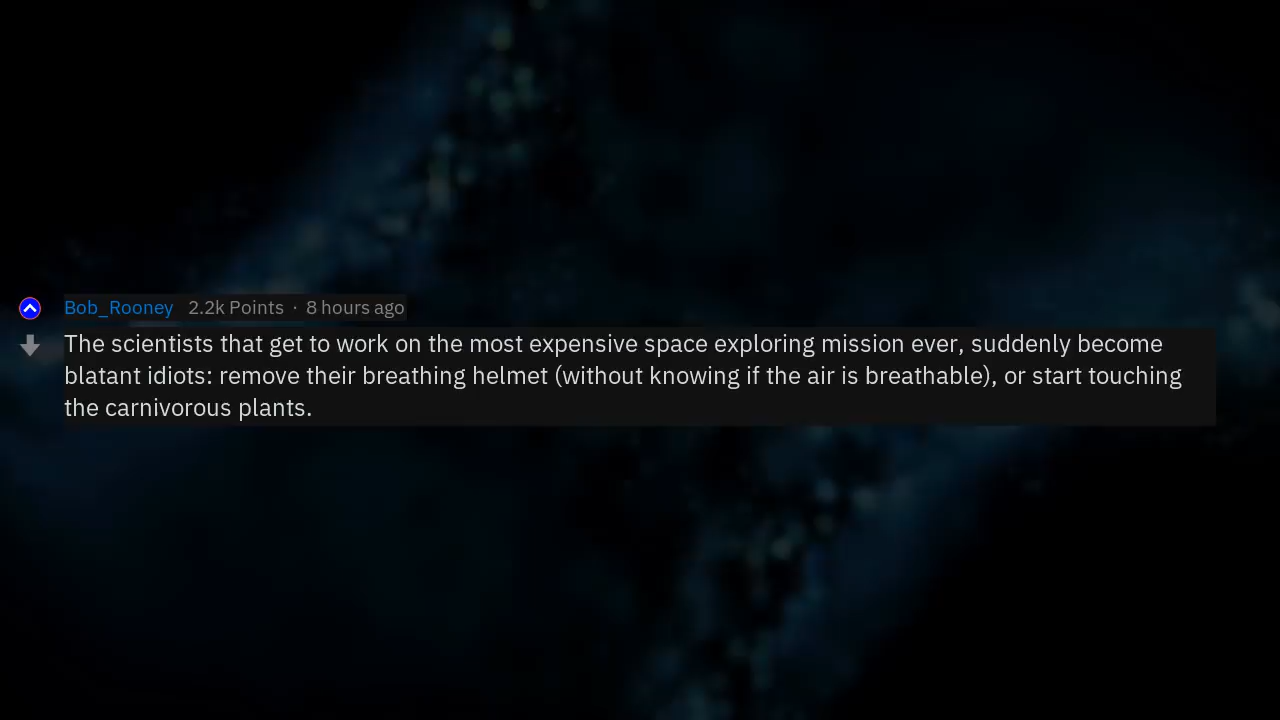 Bob_Rooney 2.2k Points · 8 hours ago
The scientists that get to work on the most expensive space exploring mission ever, suddenly become
blatant idiots: remove their breathing helmet (without knowing if the air is breathable), or start touching
the carnivorous plants.